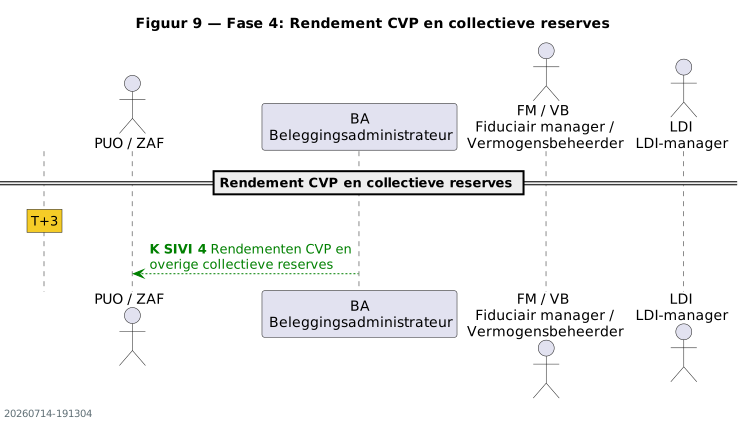 Figuur 9 — Fase 4: Rendement CVP en collectieve reserves
PUO / ZAF
BA
Beleggingsadministrateur
FM / VB
Fiduciair manager /
Vermogensbeheerder
LDI
LDI-manager
Rendement CVP en collectieve reserves
T+3
K SIVI 4 Rendementen CVP en
overige collectieve reserves
PUO / ZAF
BA
Beleggingsadministrateur
FM / VB
Fiduciair manager /
Vermogensbeheerder
LDI
LDI-manager
20260714-191304